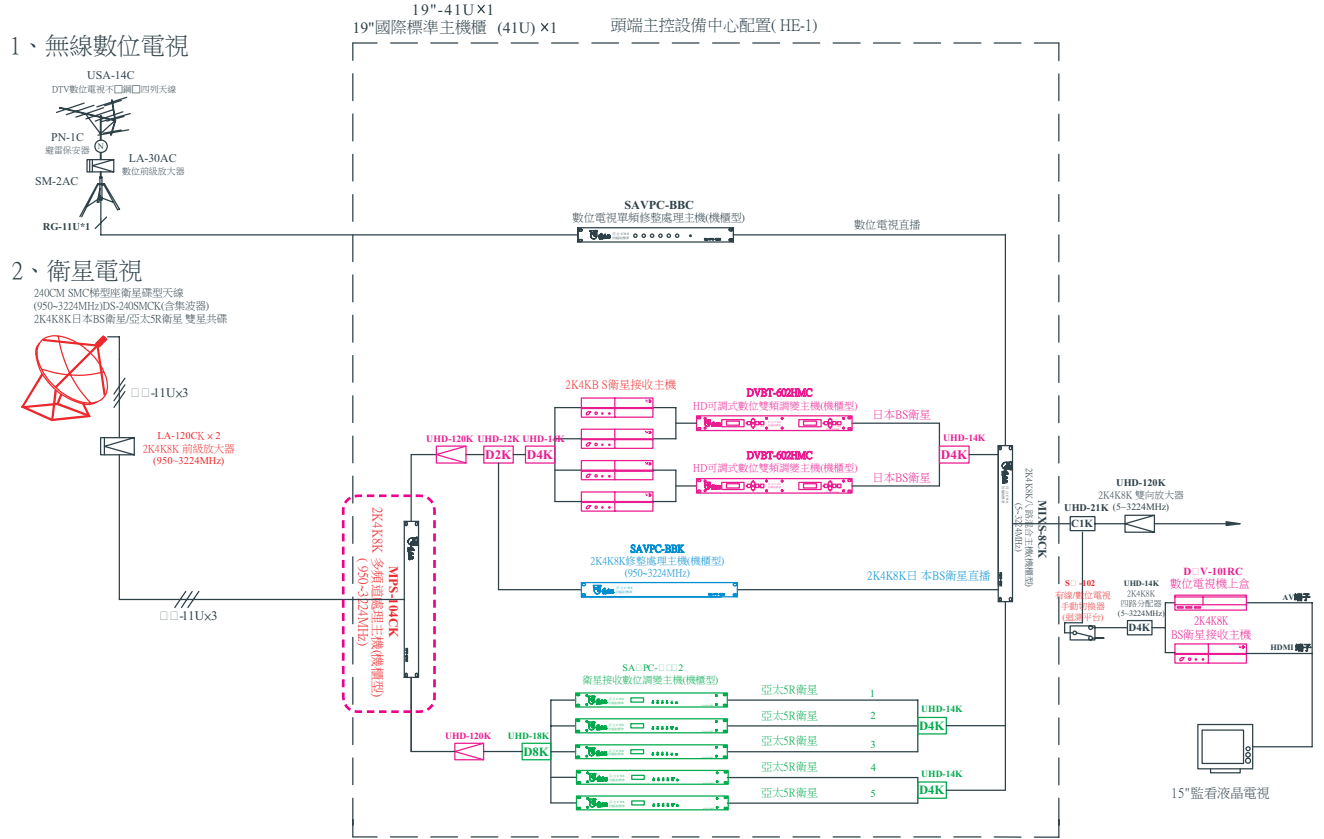 19"-41U×1
19"國際標準主機櫃 (41U) ×1
頭端主控設備中心配置( HE-1)
1、無線數位電視
USA-14C
DTV數位電視不□鋼□四列天線
PN-1C
避雷保安器
N
LA-30AC
數位前級放大器
SM-2AC
RG-11U*1
SAVPC-BBC
數位電視單頻修整處理主機(機櫃型)
數位電視直播
2、衛星電視
240CM SMC梯型座衛星碟型天線
(950~3224MHz)DS-240SMCK(含集波器)
2K4K8K日本BS衛星/亞太5R衛星 雙星共碟
□□-11Ux3
LA-120CK x 2
2K4K8K 前級放大器
(950~3224MHz)
□□-11Ux3
MPS-104CK
2K4K8K 多頻道處理主機(機櫃型)
( 950~3224MHz)
UHD-120K
UHD-12K
D2K
UHD-14K
D4K
2K4KB S衛星接收主機
DVBT-602HMC
HD可調式數位雙頻調變主機(機櫃型)
日本BS衛星
DVBT-602HMC
HD可調式數位雙頻調變主機(機櫃型)
日本BS衛星
UHD-14K
D4K
SAVPC-BBK
2K4K8K修整處理主機(機櫃型)
(950~3224MHz)
2K4K8K日 本BS衛星直播
MIXS-8CK
2K4K8K八路混合主機(機櫃型)
(5~3224MHz)
UHD-120K
2K4K8K 雙向放大器
(5~3224MHz)
UHD-21K
C1K
S□-102
有線/數位電視
手動切換器
(迴測平台)
UHD-14K
2K4K8K
四路分配器
(5~3224MHz)
D4K
D□V-101RC
數位電視機上盒
2K4K8K
BS衛星接收主機
AV端子
HDMI 端子
15"監看液晶電視
UHD-120K
UHD-18K
D8K
SA□PC-□□□2
衛星接收數位調變主機(機櫃型)
亞太5R衛星 1
亞太5R衛星 2
亞太5R衛星 3
亞太5R衛星 4
亞太5R衛星 5
UHD-14K
D4K
UHD-14K
D4K